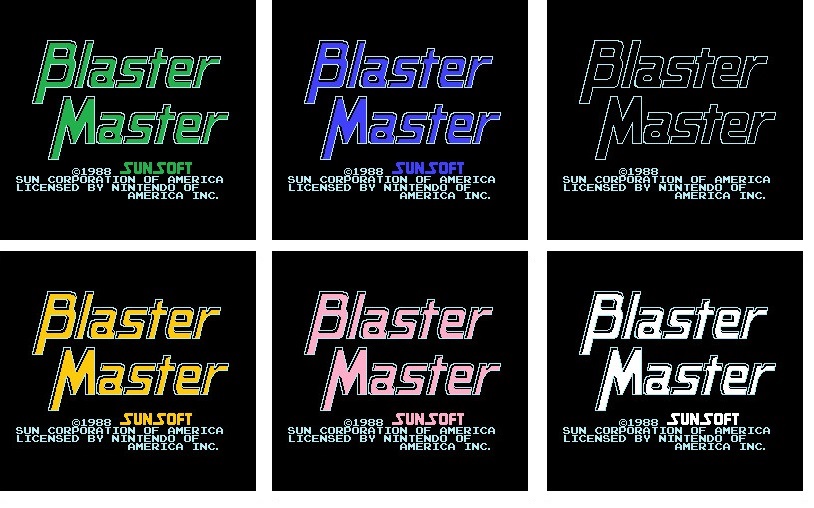 Blaster
Master
©1988 SUNSOFT
SUN CORPORATION OF AMERICA
LICENSED BY NINTENDO OF
AMERICA INC.
Blaster
Master
©1988 SUNSOFT
SUN CORPORATION OF AMERICA
LICENSED BY NINTENDO OF
AMERICA INC.
Blaster
Master
©1988
SUN CORPORATION OF AMERICA
LICENSED BY NINTENDO OF
AMERICA INC.
Blaster
Master
©1988 SUNSOFT
SUN CORPORATION OF AMERICA
LICENSED BY NINTENDO OF
AMERICA INC.
Blaster
Master
©1988 SUNSOFT
SUN CORPORATION OF AMERICA
LICENSED BY NINTENDO OF
AMERICA INC.
Blaster
Master
©1988 SUNSOFT
SUN CORPORATION OF AMERICA
LICENSED BY NINTENDO OF
AMERICA INC.